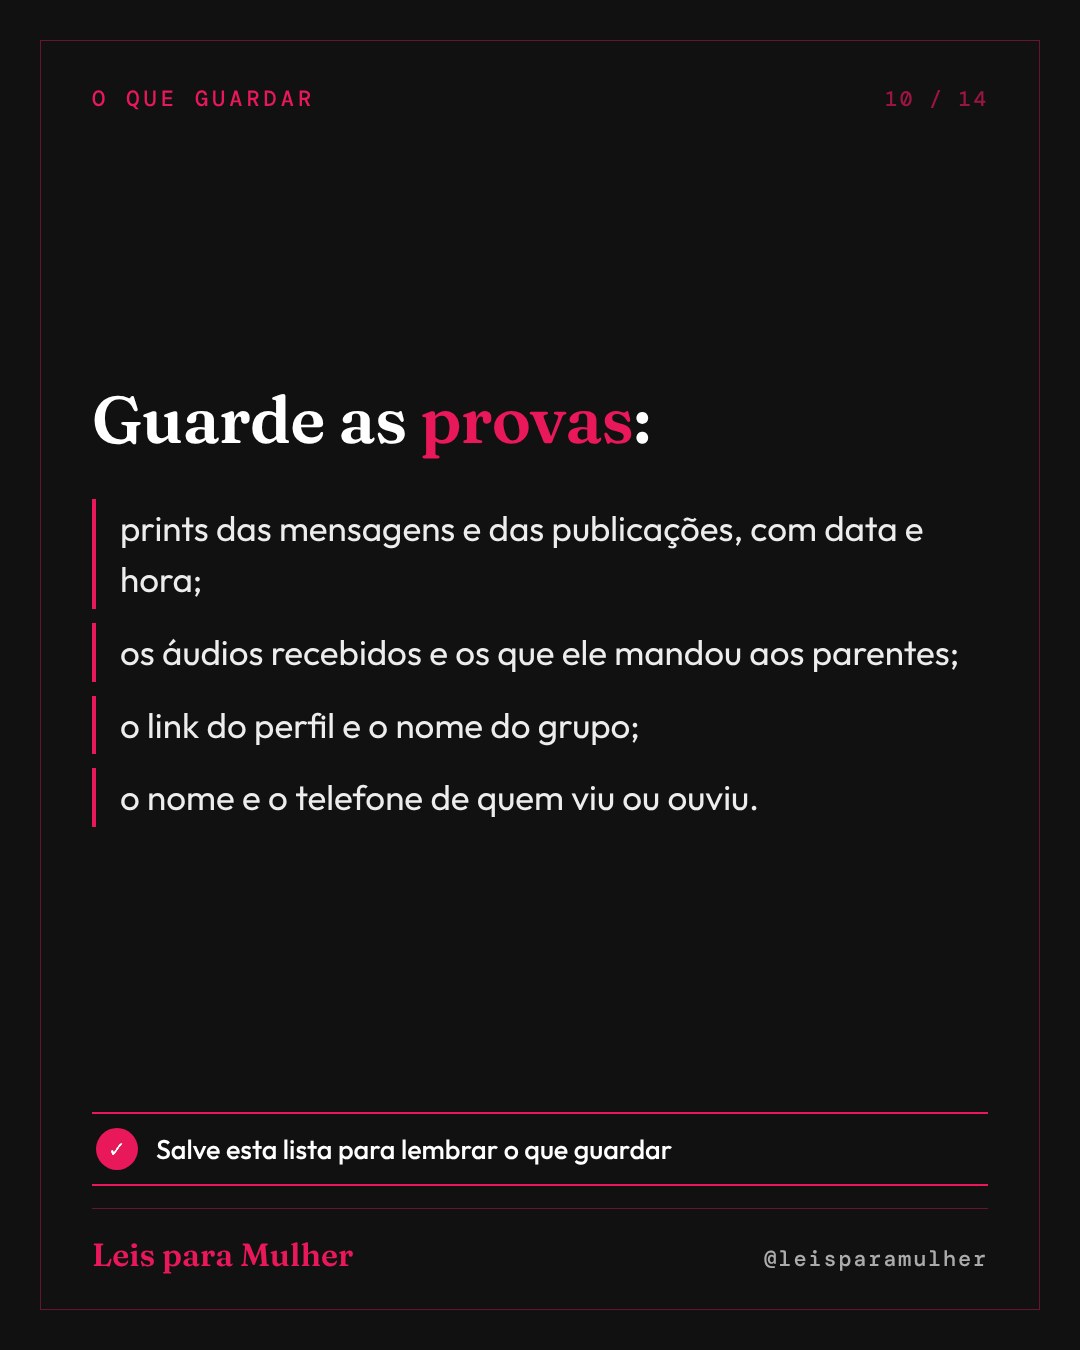 O QUE GUARDAR
10 / 14
Guarde as provas:
prints das mensagens e das publicações, com data e
hora;
os áudios recebidos e os que ele mandou aos parentes;
o link do perfil e o nome do grupo;
o nome e o telefone de quem viu ou ouviu.
✓ Salve esta lista para lembrar o que guardar
Leis para Mulher
@leisparamulher